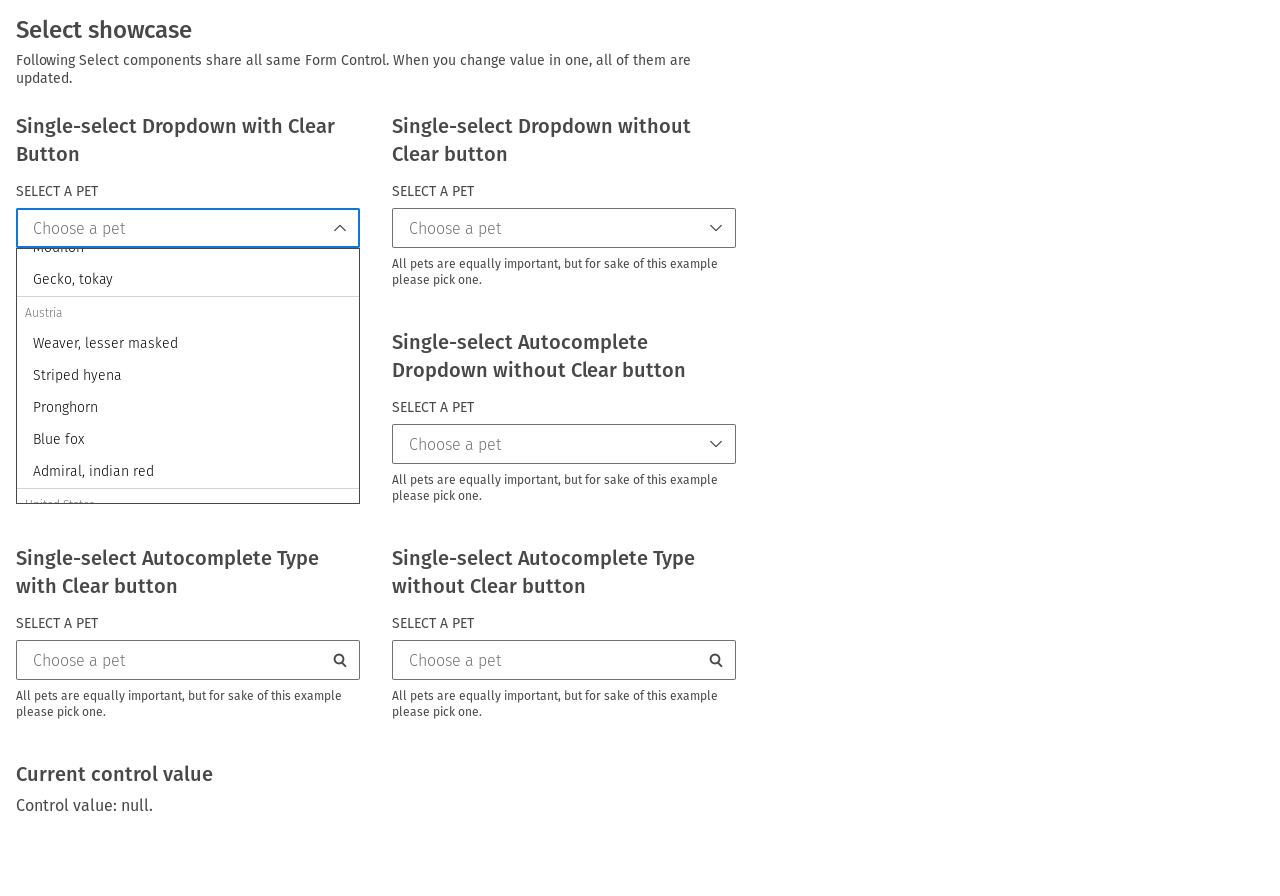 Select showcase
Following Select components share all same Form Control. When you change value in one, all of them are
updated.
Single-select Dropdown with Clear
Button
SELECT A PET
Choose a pet
Mouflon
Gecko, tokay
Austria
Weaver, lesser masked
Striped hyena
Pronghorn
Blue fox
Admiral, indian red
United States
Single-select Dropdown without
Clear button
SELECT A PET
Choose a pet
All pets are equally important, but for sake of this example
please pick one.
Single-select Autocomplete
Dropdown without Clear button
SELECT A PET
Choose a pet
All pets are equally important, but for sake of this example
please pick one.
Single-select Autocomplete Type
with Clear button
SELECT A PET
Choose a pet
All pets are equally important, but for sake of this example
please pick one.
Single-select Autocomplete Type
without Clear button
SELECT A PET
Choose a pet
All pets are equally important, but for sake of this example
please pick one.
Current control value
Control value: null.